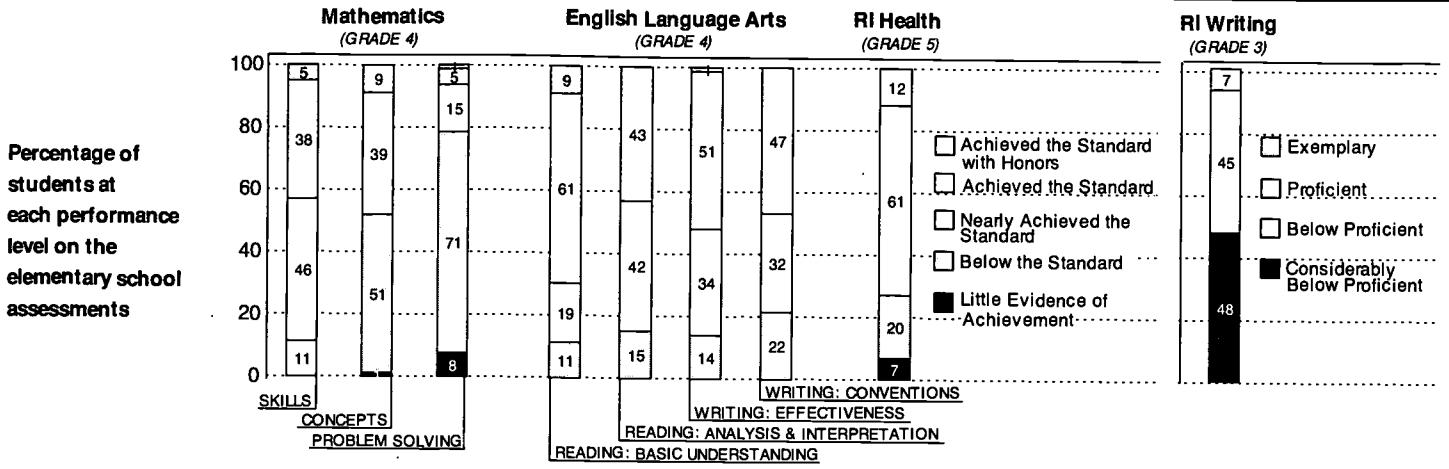 Mathematics
(GRADE 4)
English Language Arts
(GRADE 4)
RI Health
(GRADE 5)
RI Writing
(GRADE 3)
Percentage of
students at
each performance
level on the
elementary school
assessments
100
80
60
40
20
0
5
38
46
11
9
39
51
5
15
71
8
9
61
19
11
43
42
15
51
34
14
47
32
22
12
61
20
7
Achieved the Standard
with Honors
Achieved the Standard
Nearly Achieved the
Standard
Below the Standard
Little Evidence of
Achievement
7
45
48
Exemplary
Proficient
Below Proficient
Considerably
Below Proficient
SKILLS
CONCEPTS
PROBLEM SOLVING
WRITING: CONVENTIONS
WRITING: EFFECTIVENESS
READING: ANALYSIS & INTERPRETATION
READING: BASIC UNDERSTANDING